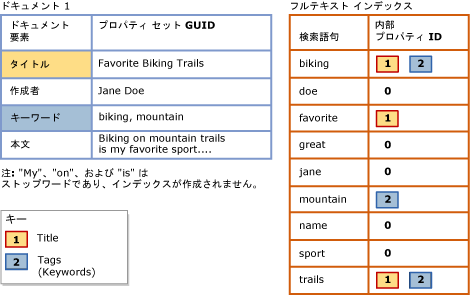 ドキュメント 1
ドキュメント
要素
プロパティ セット GUID
タイトル
Favorite Biking Trails
作成者
Jane Doe
キーワード
biking, mountain
本文
Biking on mountain trails
is my favorite sport....
注: "My"、"on"、および "is" は
ストップワードであり、インデックスが作成されません。
キー
1 Title
2 Tags
(Keywords)
フルテキスト インデックス
検索語句
内部
プロパティ ID
biking 1 2
doe 0
favorite 1
great 0
jane 0
mountain 2
name 0
sport 0
trails 1 2